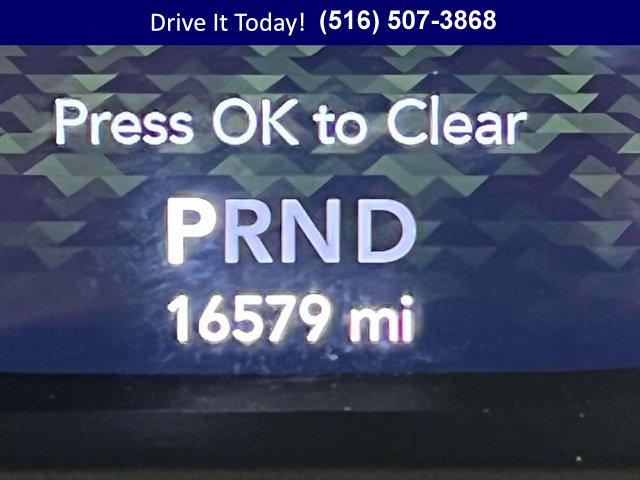 Drive It Today! (516) 507-3868
Press OK to Clear
PRND
16579 mi